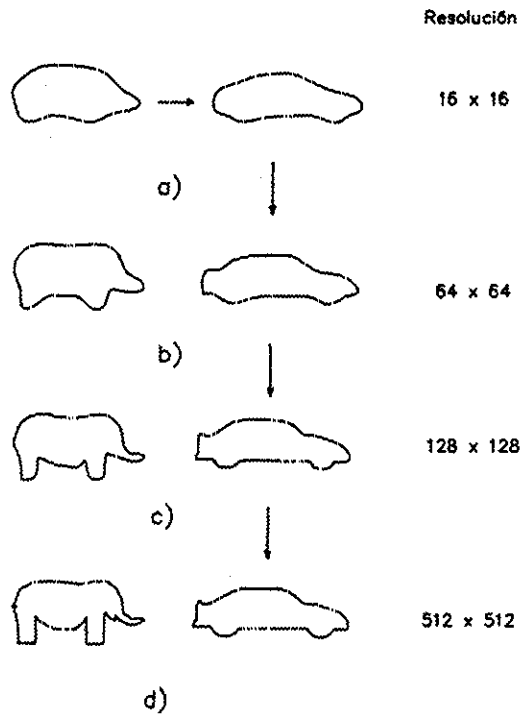 Resolución
16 x 16
a)
64 x 64
b)
128 x 128
c)
512 x 512
d)